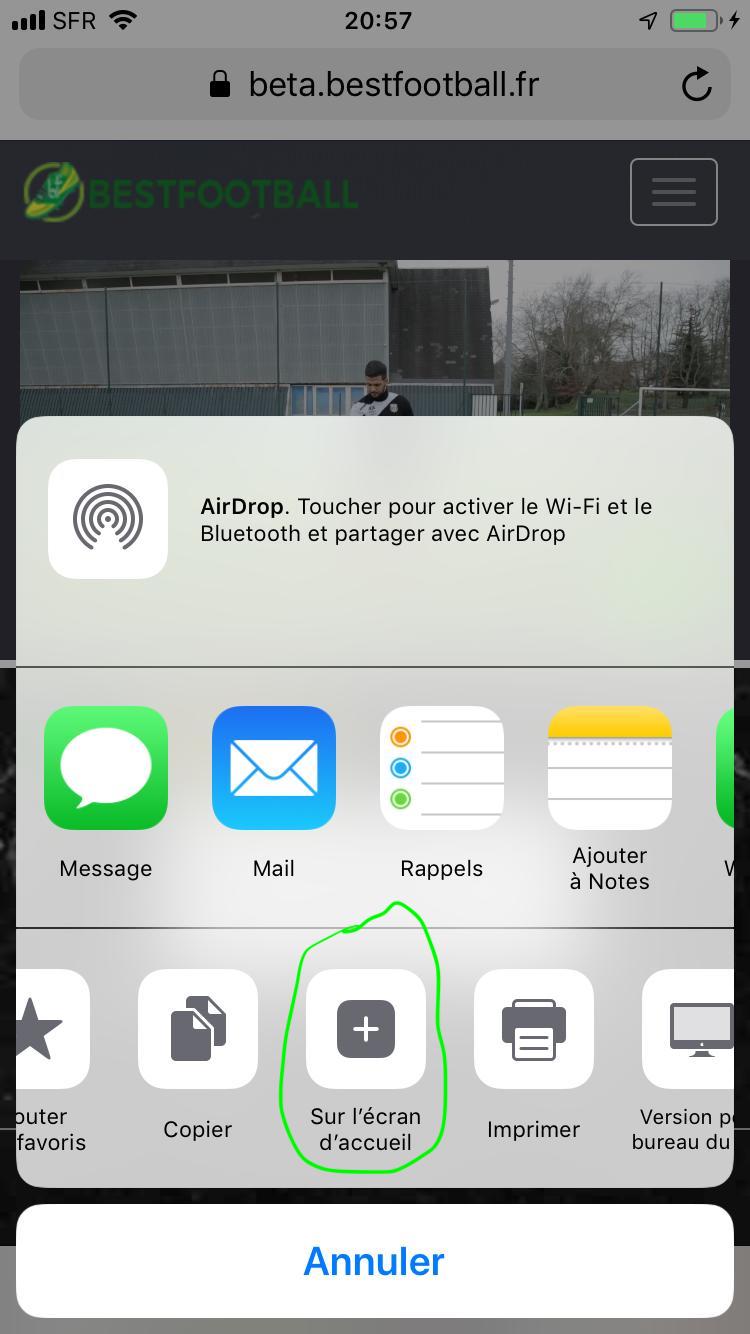 SFR
20:57
beta.bestfootball.fr
BESTFOOTBALL
AirDrop. Toucher pour activer le Wi-Fi et le
Bluetooth et partager avec AirDrop
Message
Mail
Rappels
Ajouter
à Notes
W
outer
favoris
Copier
Sur l'écran
d'accueil
Imprimer
Version p
bureau du
Annuler